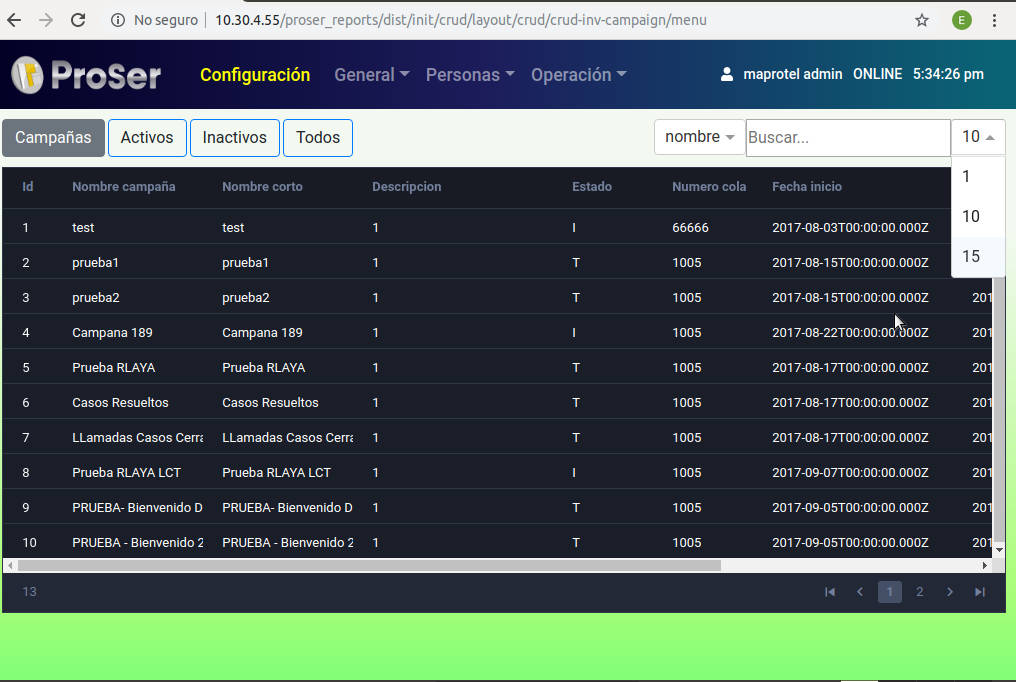 No seguro 10.30.4.55/proser_reports/dist/init/crud/layout/crud/crud-inv-campaign/menu E
ProSer Configuración General Personas Operación maprotel admin ONLINE 5:34:26 pm
Campañas Activos Inactivos Todos nombre Buscar... 10
1
10
15
Id Nombre campaña Nombre corto Descripcion Estado Numero cola Fecha inicio
1 test test 1 I 66666 2017-08-03T00:00:00.000Z
2 prueba1 prueba1 1 T 1005 2017-08-15T00:00:00.000Z
3 prueba2 prueba2 1 T 1005 2017-08-15T00:00:00.000Z 201
4 Campana 189 Campana 189 1 I 1005 2017-08-22T00:00:00.000Z 201
5 Prueba RLAYA Prueba RLAYA 1 T 1005 2017-08-17T00:00:00.000Z 201
6 Casos Resueltos Casos Resueltos 1 T 1005 2017-08-17T00:00:00.000Z 201
7 LLamadas Casos Cerra LLamadas Casos Cerra 1 T 1005 2017-08-17T00:00:00.000Z 201
8 Prueba RLAYA LCT Prueba RLAYA LCT 1 I 1005 2017-09-07T00:00:00.000Z 201
9 PRUEBA- Bienvenido D PRUEBA- Bienvenido D 1 T 1005 2017-09-05T00:00:00.000Z 201
10 PRUEBA - Bienvenido 2 PRUEBA - Bienvenido 2 1 T 1005 2017-09-05T00:00:00.000Z 201
13 1 2